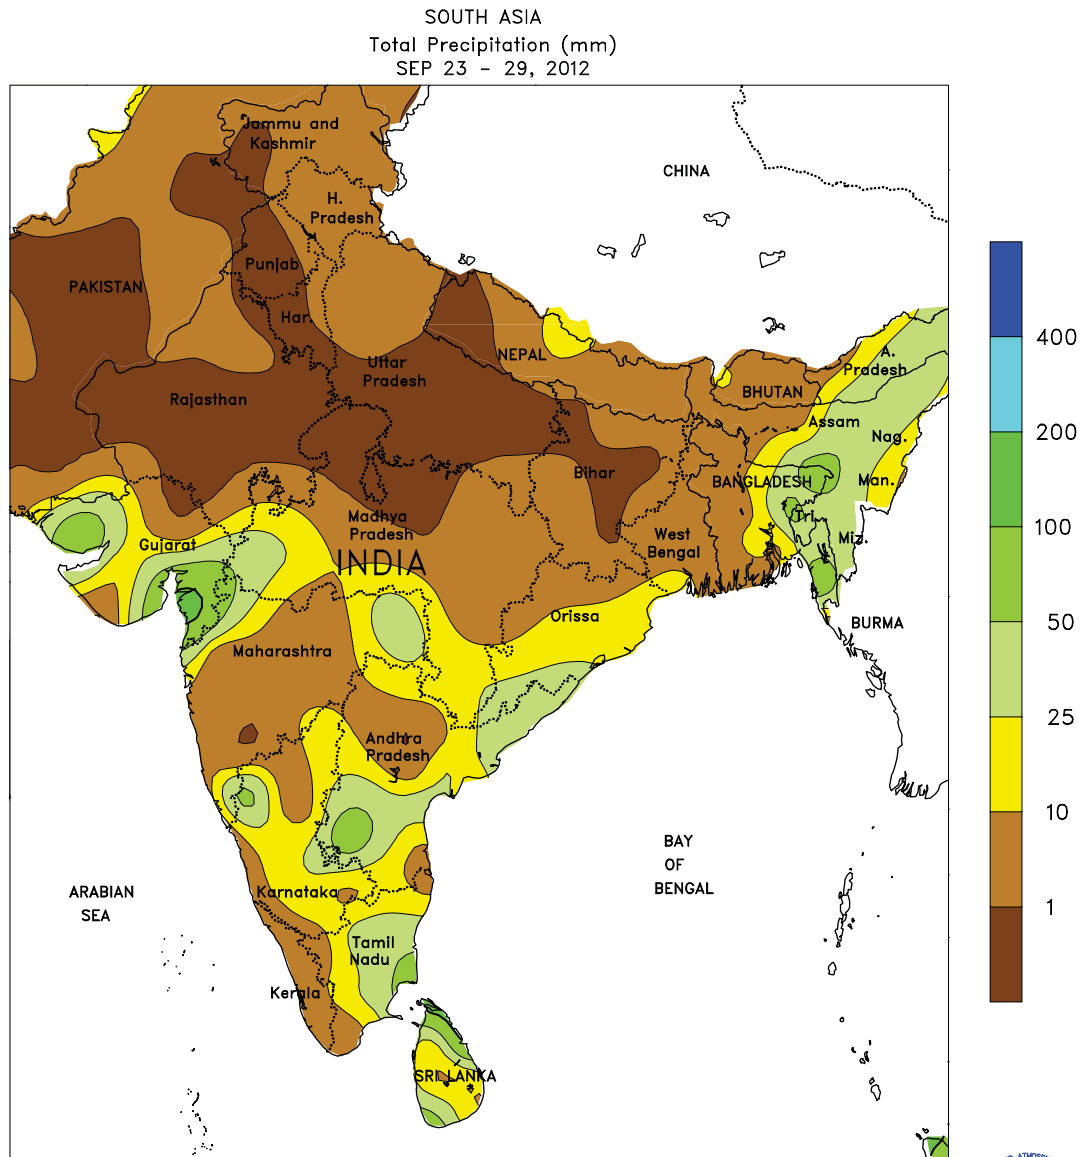 SOUTH ASIA
Total Precipitation (mm)
SEP 23 - 29, 2012
Jammu and
Kashmir
CHINA
H.
Pradesh
Punjab
PAKISTAN
Har.
NEPAL
Uttar
Pradesh
A.
Pradesh
BHUTAN
Rajasthan
Assam
Nag.
Bihar
BANGLADESH
Man.
Madhya
Pradesh
Tri.
Gujarat
West
Bengal
Miz.
INDIA
Orissa
BURMA
Maharashtra
Andhra
Pradesh
BAY
OF
BENGAL
ARABIAN
SEA
Karnataka
Tamil
Nadu
Kerala
SRI LANKA
400
200
100
50
25
10
1